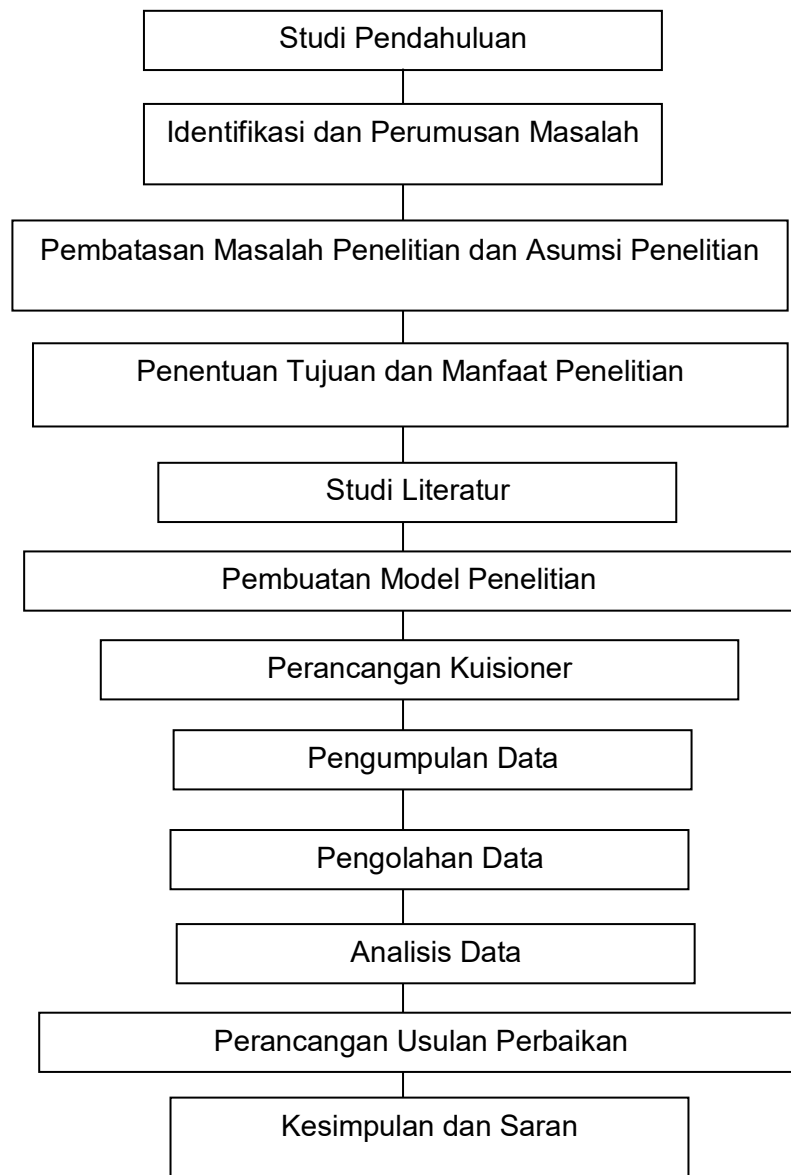 Studi Pendahuluan
Identifikasi dan Perumusan Masalah
Pembatasan Masalah Penelitian dan Asumsi Penelitian
Penentuan Tujuan dan Manfaat Penelitian
Studi Literatur
Pembuatan Model Penelitian
Perancangan Kuisioner
Pengumpulan Data
Pengolahan Data
Analisis Data
Perancangan Usulan Perbaikan
Kesimpulan dan Saran